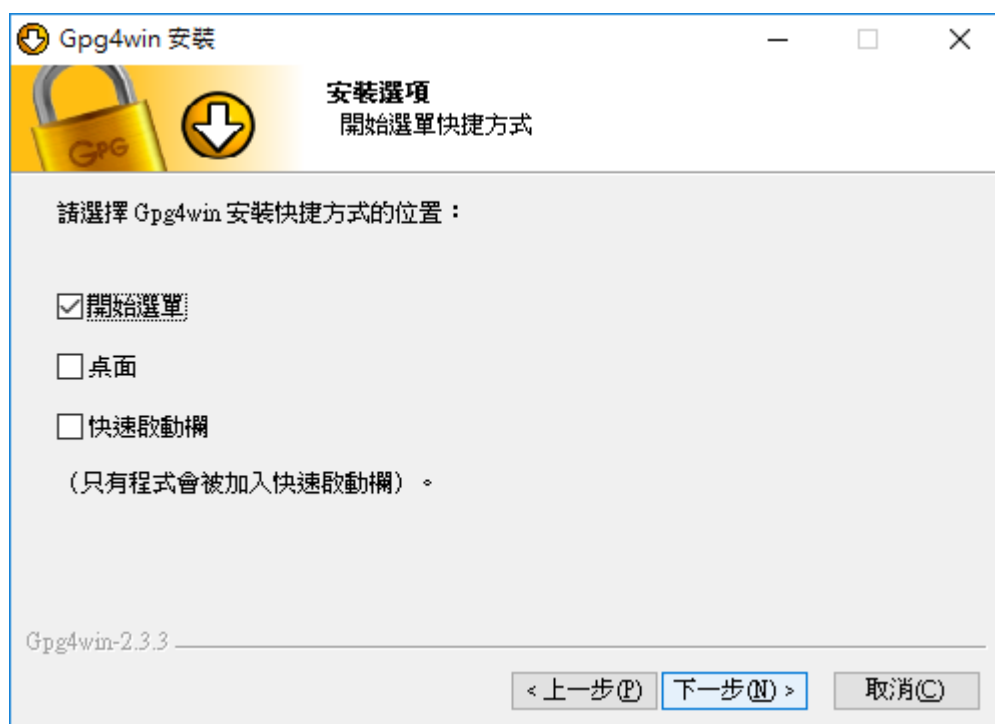 Gpg4win 安裝
GPG
安裝選項
開始選單快捷方式
請選擇 Gpg4win 安裝快捷方式的位置：
開始選單
桌面
快速啟動欄
（只有程式會被加入快速啟動欄）。
Gpg4win-2.3.3
< 上一步(P) 下一步(N) > 取消(C)